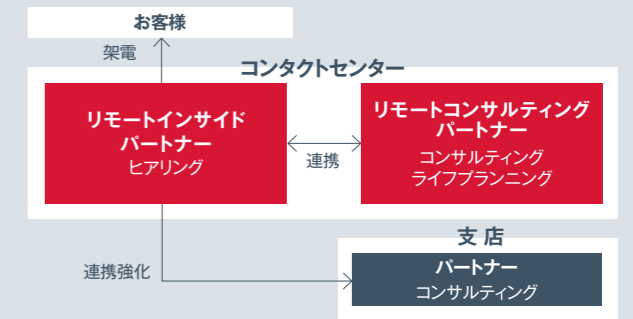 お客様
架電
コンタクトセンター
リモートインサイド
パートナー
ヒアリング
連携
リモートコンサルティング
パートナー
コンサルティング
ライフプランニング
連携強化
支店
パートナー
コンサルティング